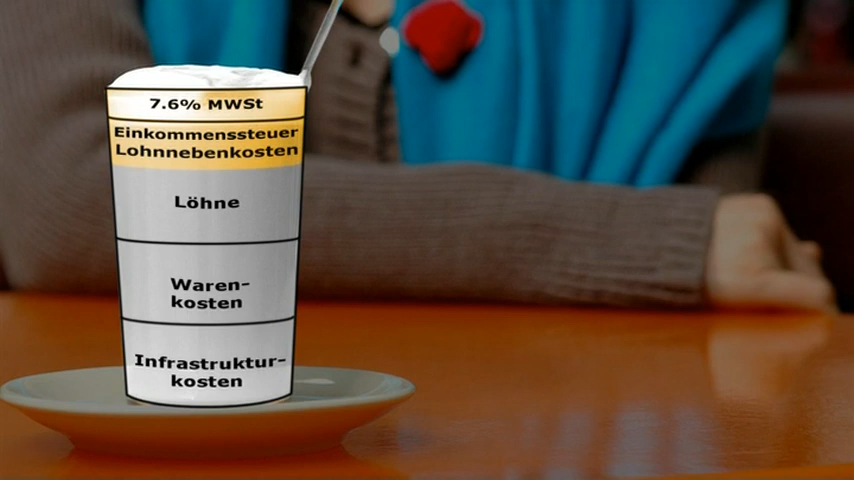 7.6% MWSt
Einkommenssteuer
Lohnnebenkosten
Löhne
Waren-
kosten
Infrastruktur-
kosten